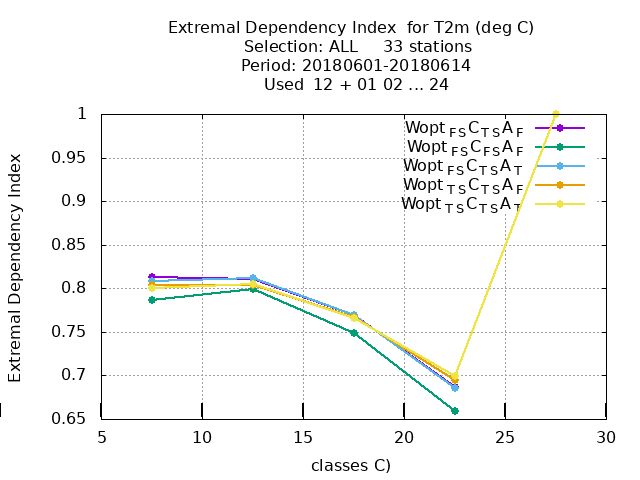 Extremal Dependency Index  for T2m (deg C)
Selection: ALL     33 stations
Period: 20180601-20180614
Used  12 + 01 02 ... 24
Extremal Dependency Index
1
0.95
0.9
0.85
0.8
0.75
0.7
0.65
Wopt FS C TS A F
Wopt FS C FS A F
Wopt FS C TS A T
Wopt TS C TS A F
Wopt TS C TS A T
5 10 15 20 25 30
classes C)